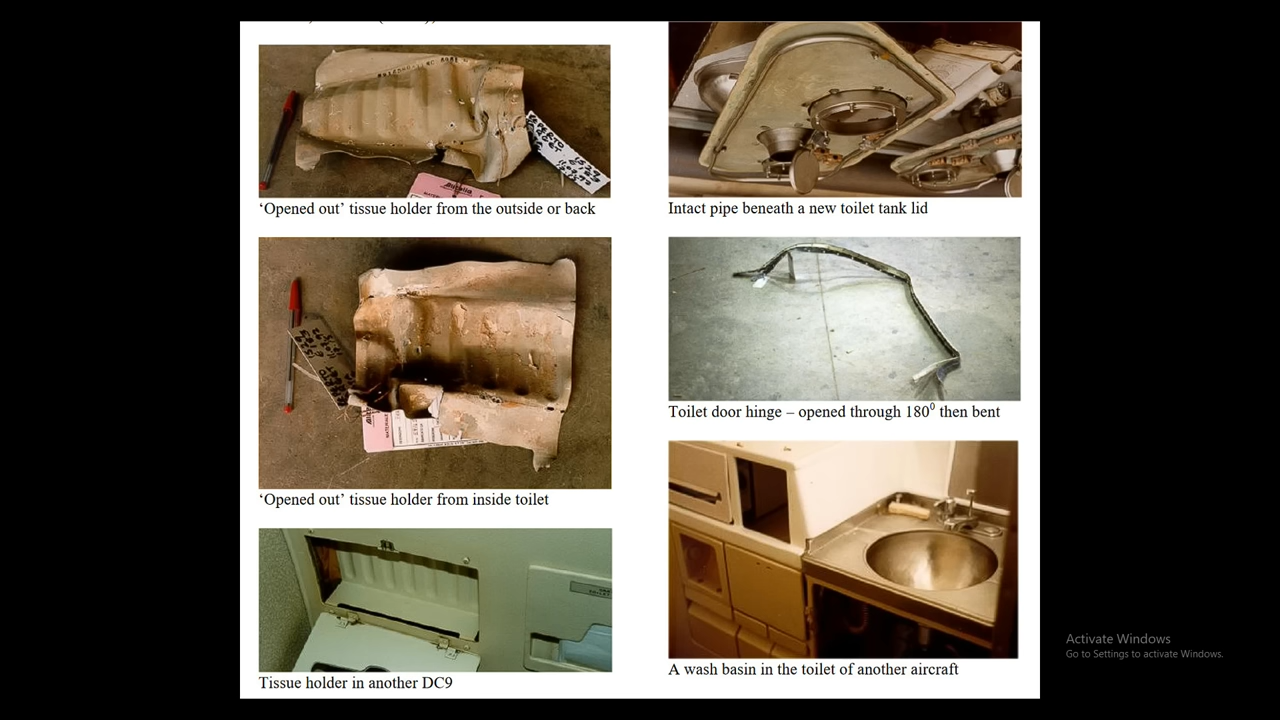 ‘Opened out’ tissue holder from the outside or back
‘Opened out’ tissue holder from inside toilet
Tissue holder in another DC9
Intact pipe beneath a new toilet tank lid
Toilet door hinge – opened through 180⁰ then bent
A wash basin in the toilet of another aircraft
Activate Windows
Go to Settings to activate Windows.